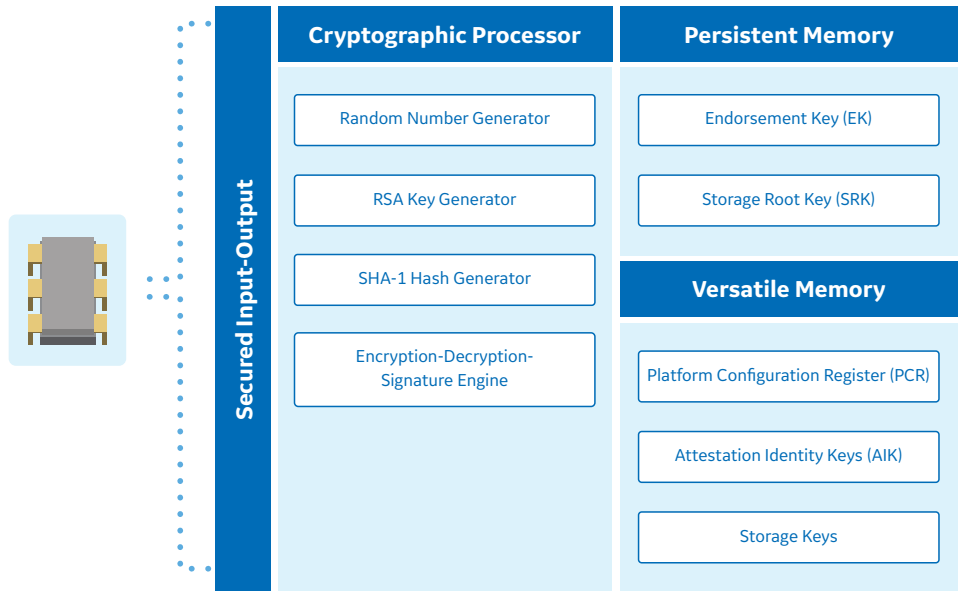 Secured Input-Output
Cryptographic Processor
Random Number Generator
RSA Key Generator
SHA-1 Hash Generator
Encryption-Decryption-
Signature Engine
Persistent Memory
Endorsement Key (EK)
Storage Root Key (SRK)
Versatile Memory
Platform Configuration Register (PCR)
Attestation Identity Keys (AIK)
Storage Keys